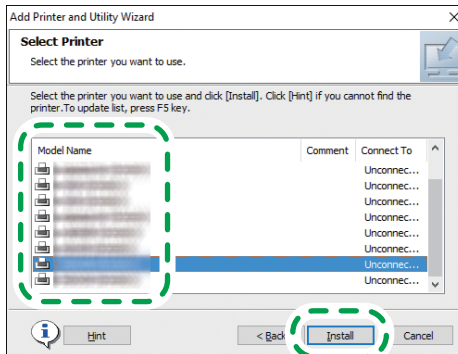 Add Printer and Utility Wizard
Select Printer
Select the printer you want to use.
Select the printer you want to use and click [Install]. Click [Hint] if you cannot find the
printer.To update list, press F5 key.
Model Name Comment Connect To
Unconnec...
Unconnec...
Unconnec...
Unconnec...
Unconnec...
Unconnec...
Unconnec...
Unconnec...
Hint < Back Install Cancel